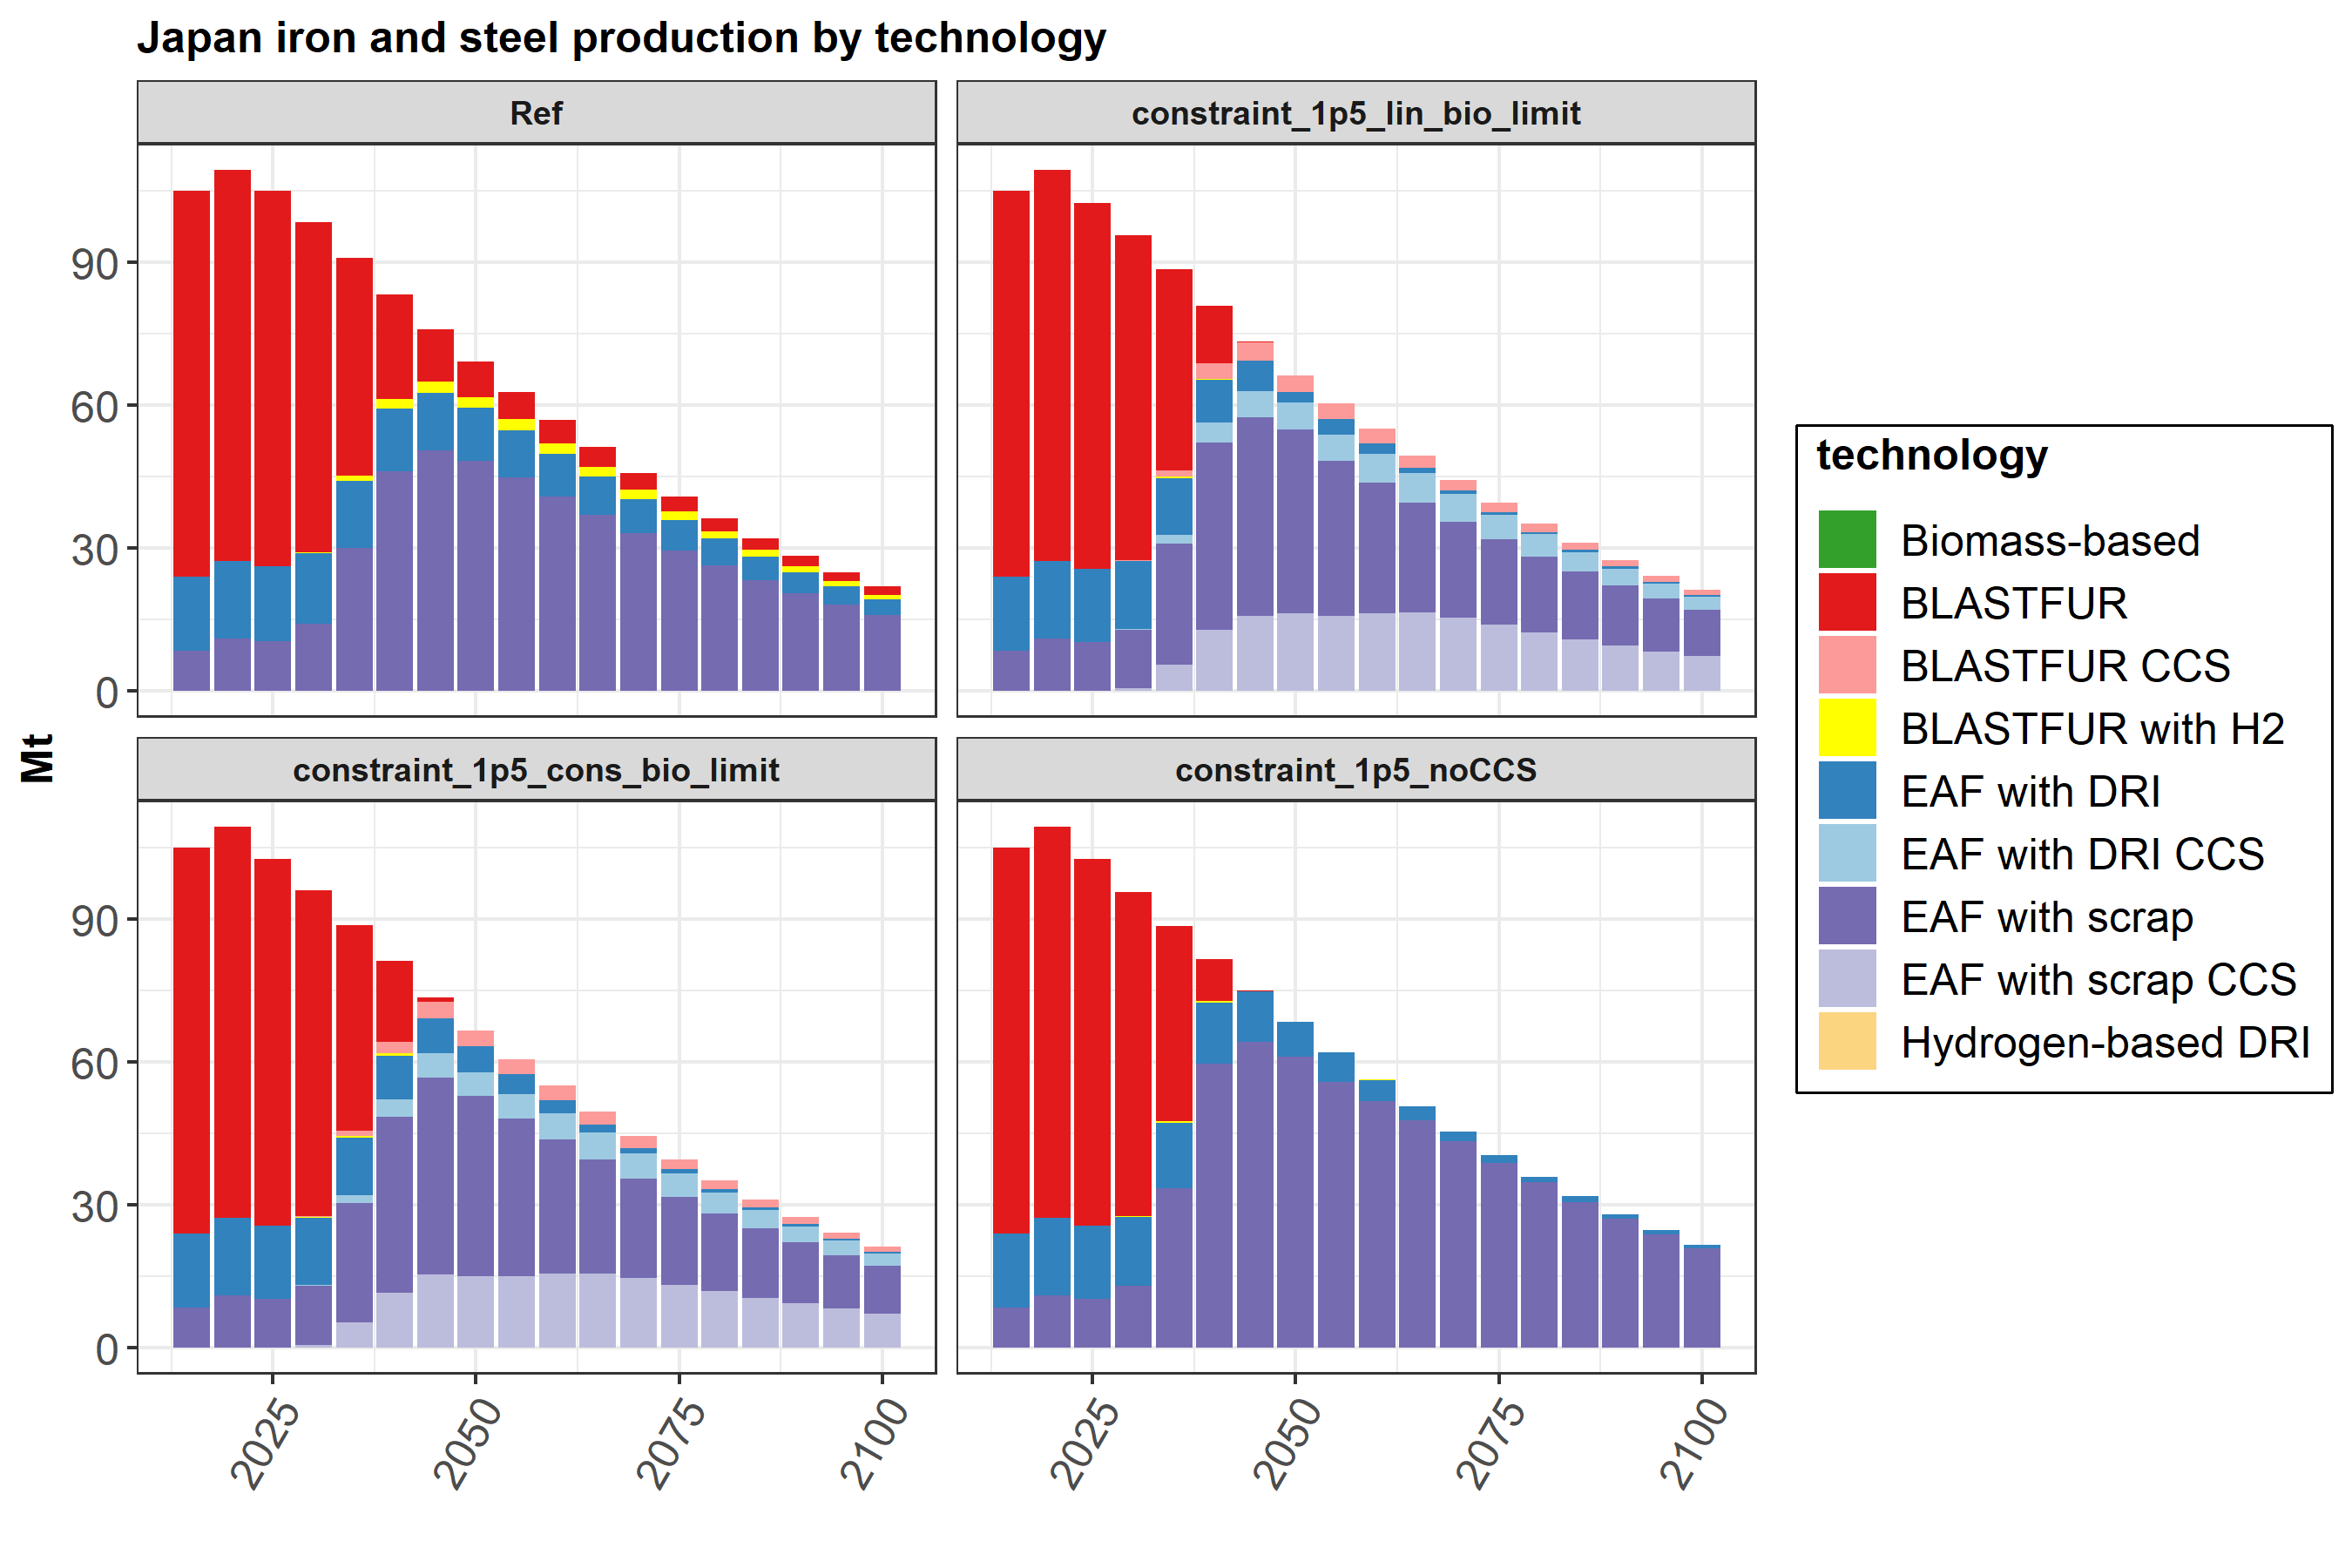 Japan iron and steel production by technology
Ref
constraint_1p5_lin_bio_limit
90
60
30
0
Mt
constraint_1p5_cons_bio_limit
constraint_1p5_noCCS
90
60
30
0
2025
2050
2075
2100
2025
2050
2075
2100
technology
Biomass-based
BLASTFUR
BLASTFUR CCS
BLASTFUR with H2
EAF with DRI
EAF with DRI CCS
EAF with scrap
EAF with scrap CCS
Hydrogen-based DRI